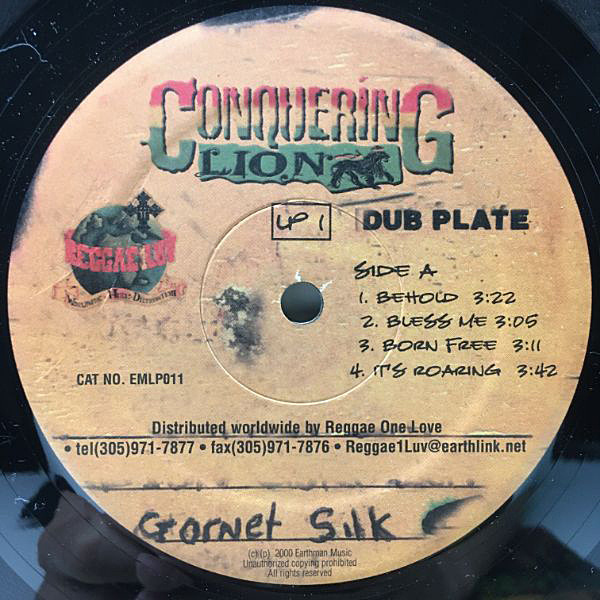 CONQUERING
LION
REGGAE LUV
LP 1
DUB PLATE
SIDE A
1. BEHOLD 3:22
2. BLESS ME 3:05
3. BORN FREE 3:11
4. IT'S ROARING 3:42
CAT NO. EMLP011
Distributed worldwide by Reggae One Love
• tel(305)971-7877 • fax(305)971-7876 • Reggae1Luv@earthlink.net
Garnet Silk
(c)(p) 2000 Earthman Music
Unauthorized copying prohibited
All rights reserved